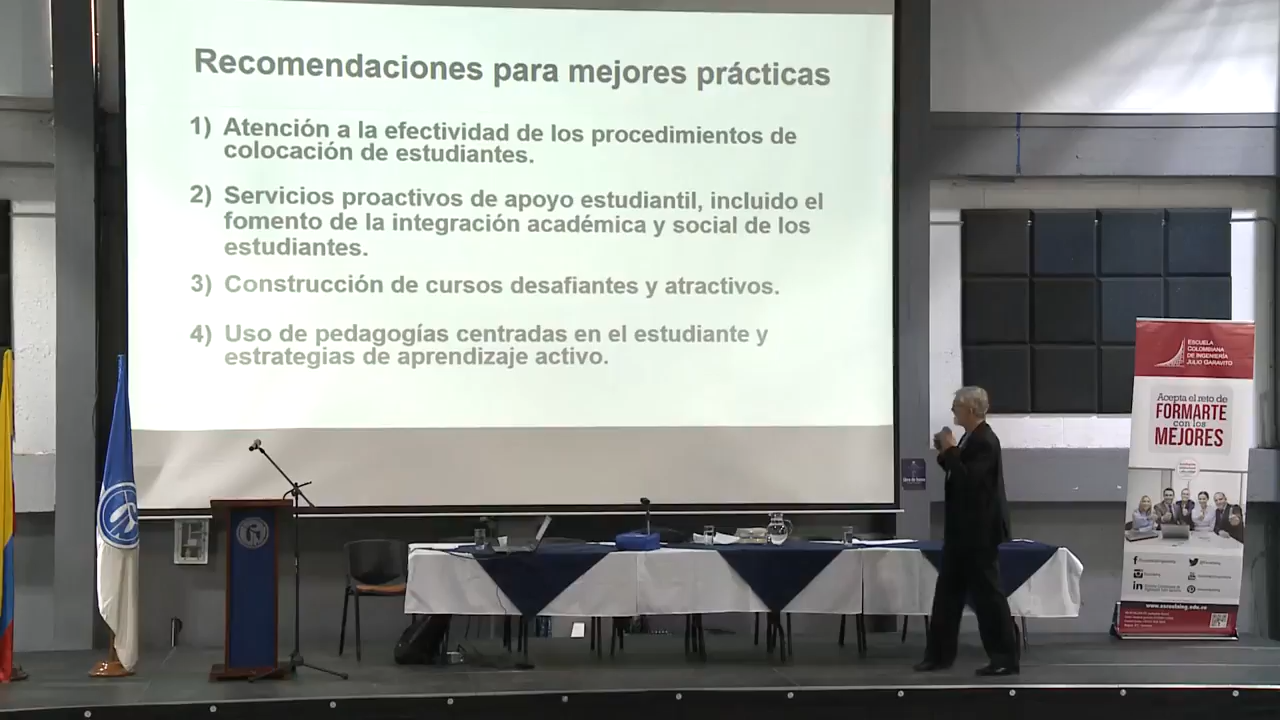 Recomendaciones para mejores prácticas
1) Atención a la efectividad de los procedimientos de
colocación de estudiantes.
2) Servicios proactivos de apoyo estudiantil, incluido el
fomento de la integración académica y social de los
estudiantes.
3) Construcción de cursos desafiantes y atractivos.
4) Uso de pedagogías centradas en el estudiante y
estrategias de aprendizaje activo.
ESCUELA
COLOMBIANA
DE INGENIERÍA
JULIO GARAVITO
Acepta el reto de
FORMARTE
con los
MEJORES
www.escuelaing.edu.co